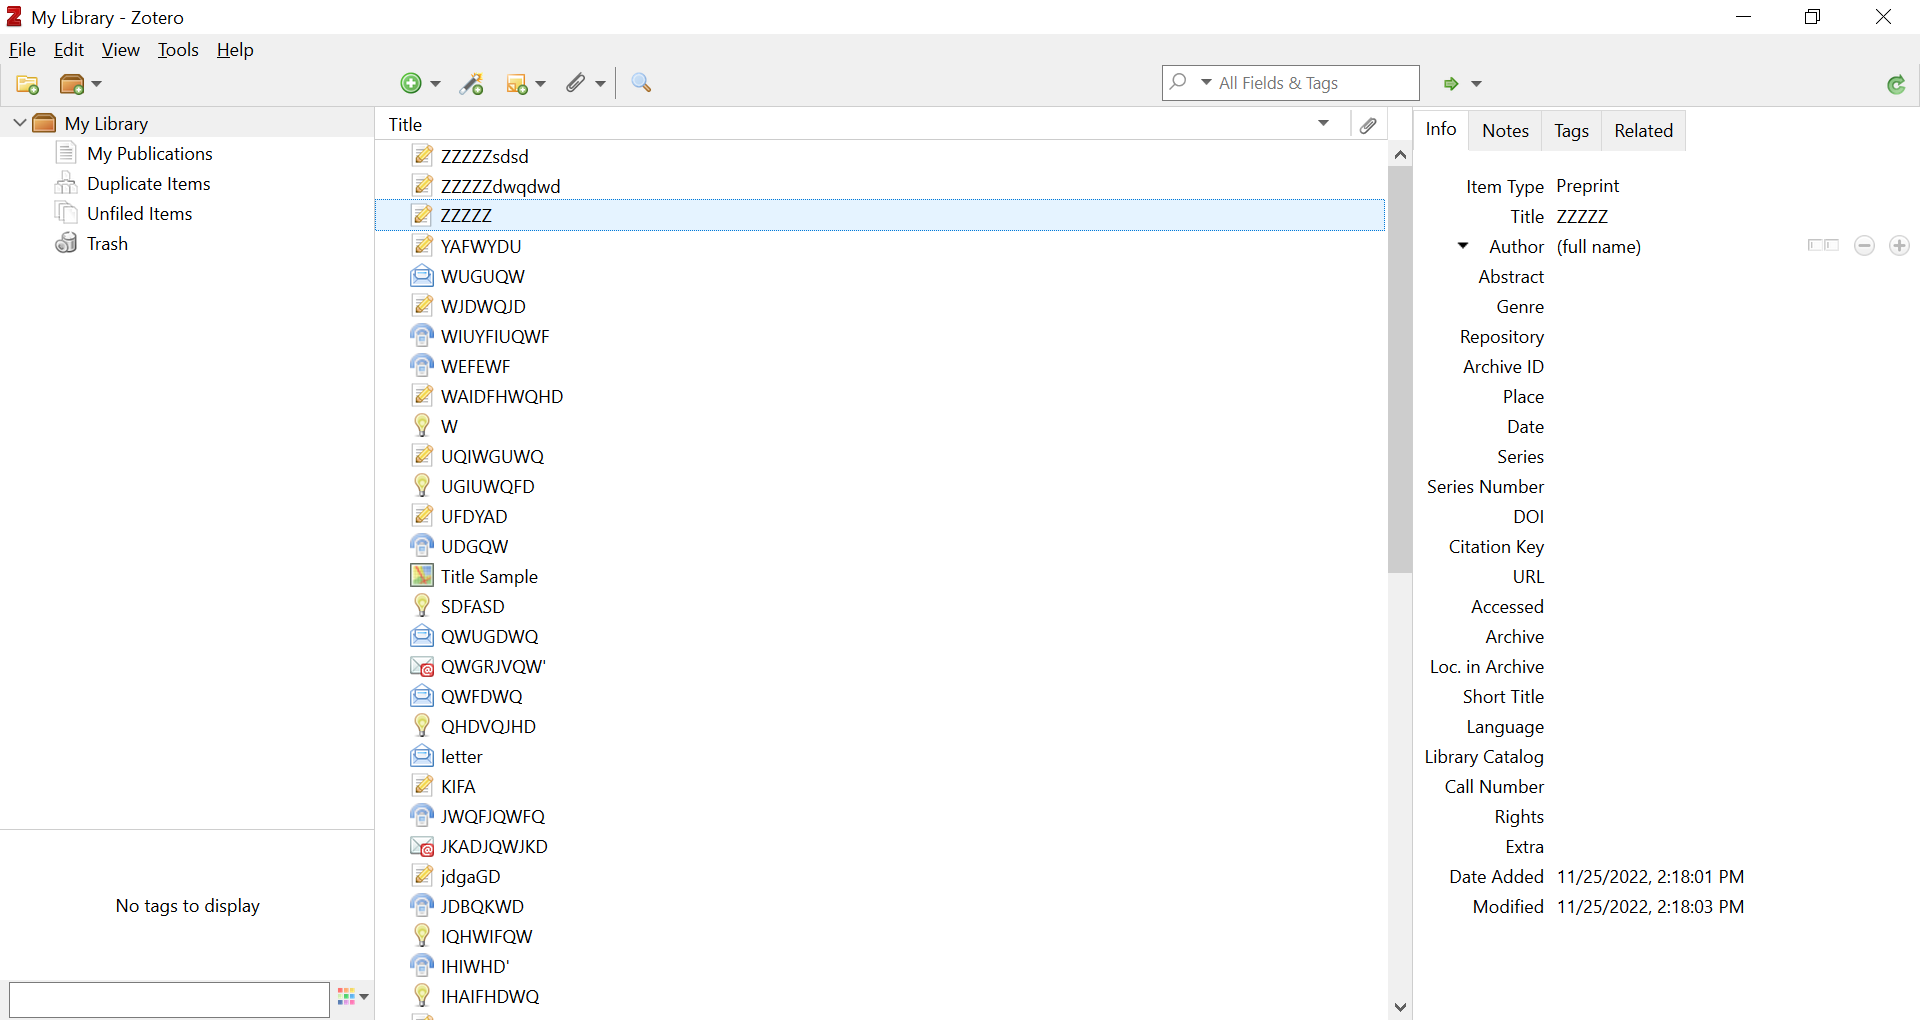 My Library - Zotero
File Edit View Tools Help
All Fields & Tags
My Library
My Publications
Duplicate Items
Unfiled Items
Trash
No tags to display
Title
ZZZZZsdsd
ZZZZZdwqdwd
ZZZZZ
YAFWYDU
WUGUQW
WJDWQJD
WIUYFIUQWF
WEFEWF
WAIDFHWQHD
W
UQIWGUWQ
UGIUWQFD
UFDYAD
UDGQW
Title Sample
SDFASD
QWUGDWQ
QWGRJVQW'
QWFDWQ
QHDVQJHD
letter
KIFA
JWQFJQWFQ
JKADJQWJKD
jdgaGD
JDBQKWD
IQHWIFQW
IHIWHD'
IHAIFHDWQ
Info Notes Tags Related
Item Type Preprint
Title ZZZZZ
Author (full name)
Abstract
Genre
Repository
Archive ID
Place
Date
Series
Series Number
DOI
Citation Key
URL
Accessed
Archive
Loc. in Archive
Short Title
Language
Library Catalog
Call Number
Rights
Extra
Date Added 11/25/2022, 2:18:01 PM
Modified 11/25/2022, 2:18:03 PM